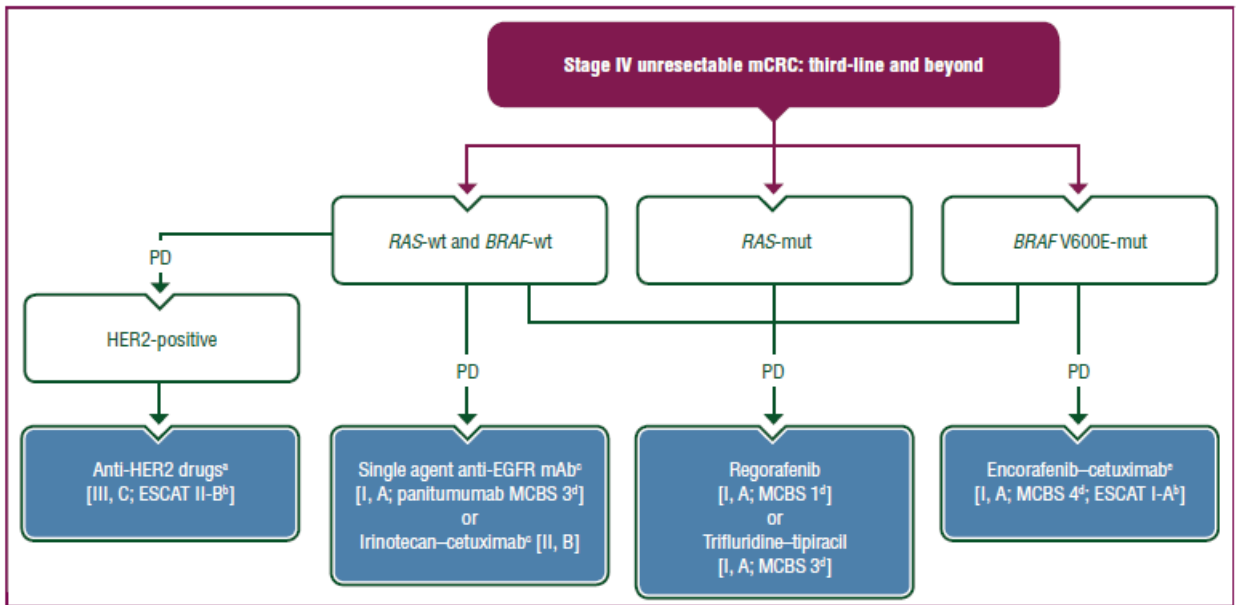 Stage IV unresectable mCRC: third-line and beyond
RAS-wt and BRAF-wt
RAS-mut
BRAF V600E-mut
PD
HER2-positive
PD
PD
PD
Anti-HER2 drugsᵃ
[III, C; ESCAT II-Bᵇ]
Single agent anti-EGFR mAbᶜ
[I, A; panitumumab MCBS 3ᵈ]
or
Irinotecan–cetuximabᶜ [II, B]
Regorafenib
[I, A; MCBS 1ᵈ]
or
Trifluridine–tipiracil
[I, A; MCBS 3ᵈ]
Encorafenib–cetuximabᵉ
[I, A; MCBS 4ᵈ; ESCAT I-Aᵇ]